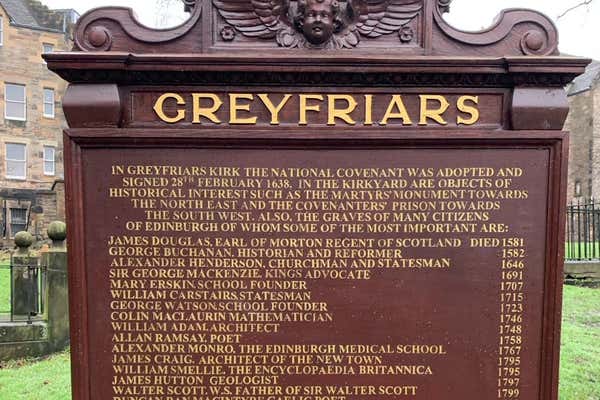 GREYFRIARS
IN GREYFRIARS KIRK THE NATIONAL COVENANT WAS ADOPTED AND
SIGNED 28TH FEBRUARY 1638. IN THE KIRKYARD ARE OBJECTS OF
HISTORICAL INTEREST SUCH AS THE MARTYRS' MONUMENT TOWARDS
THE NORTH EAST AND THE COVENANTERS' PRISON TOWARDS
THE SOUTH WEST. ALSO, THE GRAVES OF MANY CITIZENS
OF EDINBURGH OF WHOM SOME OF THE MOST IMPORTANT ARE:
JAMES DOUGLAS, EARL OF MORTON REGENT OF SCOTLAND DIED 1581
GEORGE BUCHANAN, HISTORIAN AND REFORMER 1582
ALEXANDER HENDERSON, CHURCHMAN AND STATESMAN 1646
SIR GEORGE MACKENZIE, KINGS ADVOCATE 1691
MARY ERSKIN, SCHOOL FOUNDER 1707
WILLIAM CARSTAIRS, STATESMAN 1715
GEORGE WATSON, SCHOOL FOUNDER 1723
COLIN MACLAURIN MATHEMATICIAN 1746
WILLIAM ADAM, ARCHITECT 1748
ALLAN RAMSAY, POET 1758
ALEXANDER MONRO, THE EDINBURGH MEDICAL SCHOOL 1767
JAMES CRAIG, ARCHITECT OF THE NEW TOWN 1795
WILLIAM SMELLIE, THE ENCYCLOPAEDIA BRITANNICA 1795
JAMES HUTTON GEOLOGIST 1797
WALTER SCOTT, W.S. FATHER OF SIR WALTER SCOTT 1799
DUNCAN BAN MACINTYRE GAELIC POET